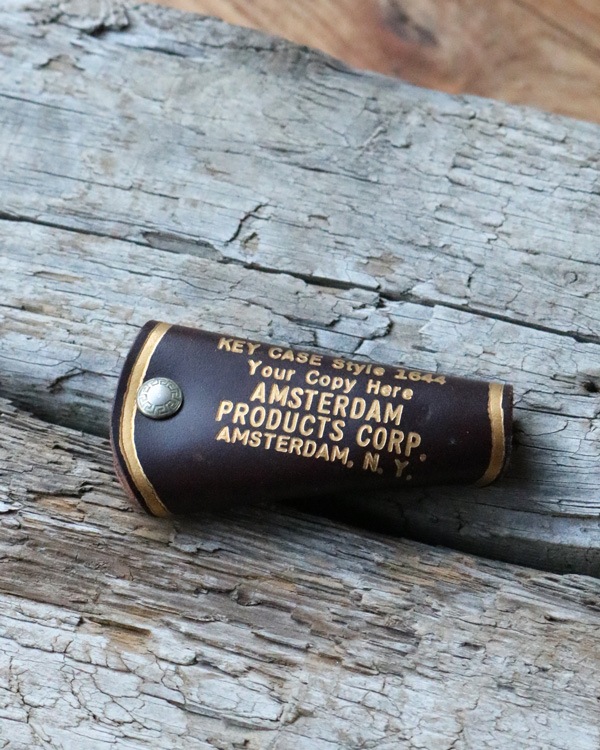 KEY CASE Style 1644
Your Copy Here
AMSTERDAM
PRODUCTS CORP.
AMSTERDAM, N. Y.